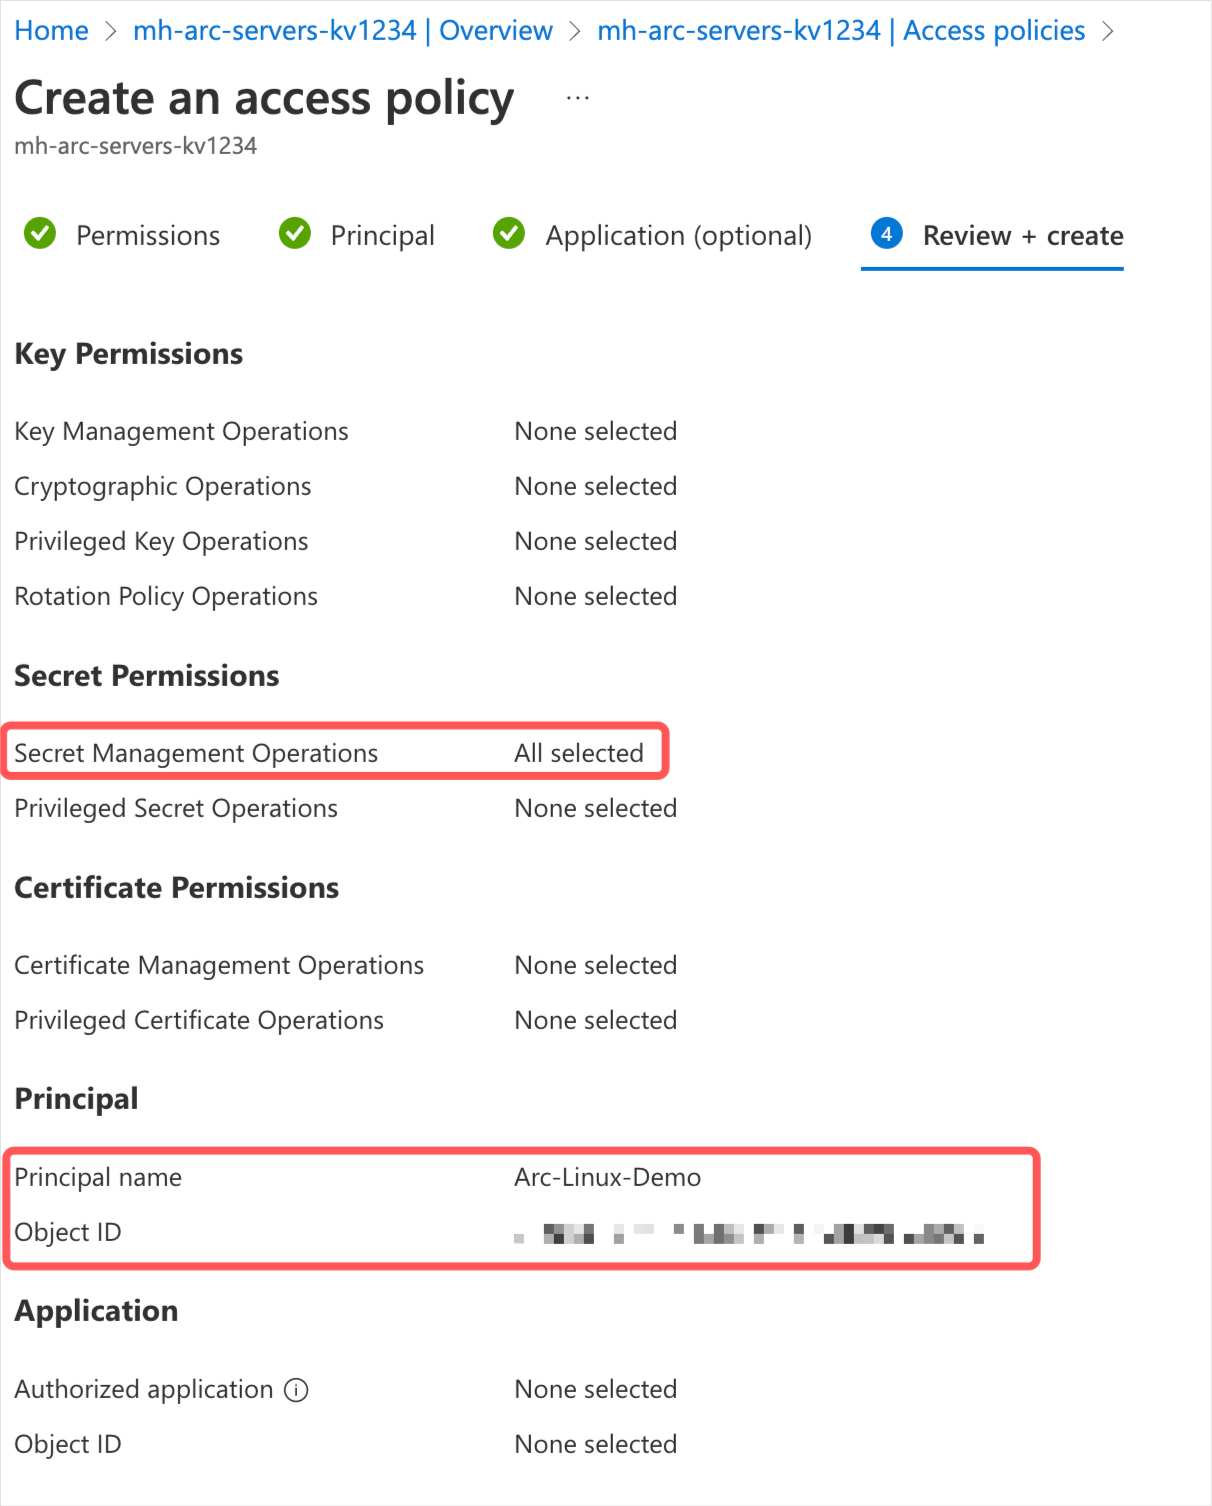 Home > mh-arc-servers-kv1234 | Overview > mh-arc-servers-kv1234 | Access policies >
Create an access policy ...
mh-arc-servers-kv1234
Permissions Principal Application (optional) 4 Review + create
Key Permissions
Key Management Operations None selected
Cryptographic Operations None selected
Privileged Key Operations None selected
Rotation Policy Operations None selected
Secret Permissions
Secret Management Operations All selected
Privileged Secret Operations None selected
Certificate Permissions
Certificate Management Operations None selected
Privileged Certificate Operations None selected
Principal
Principal name Arc-Linux-Demo
Object ID
Application
Authorized application None selected
Object ID None selected